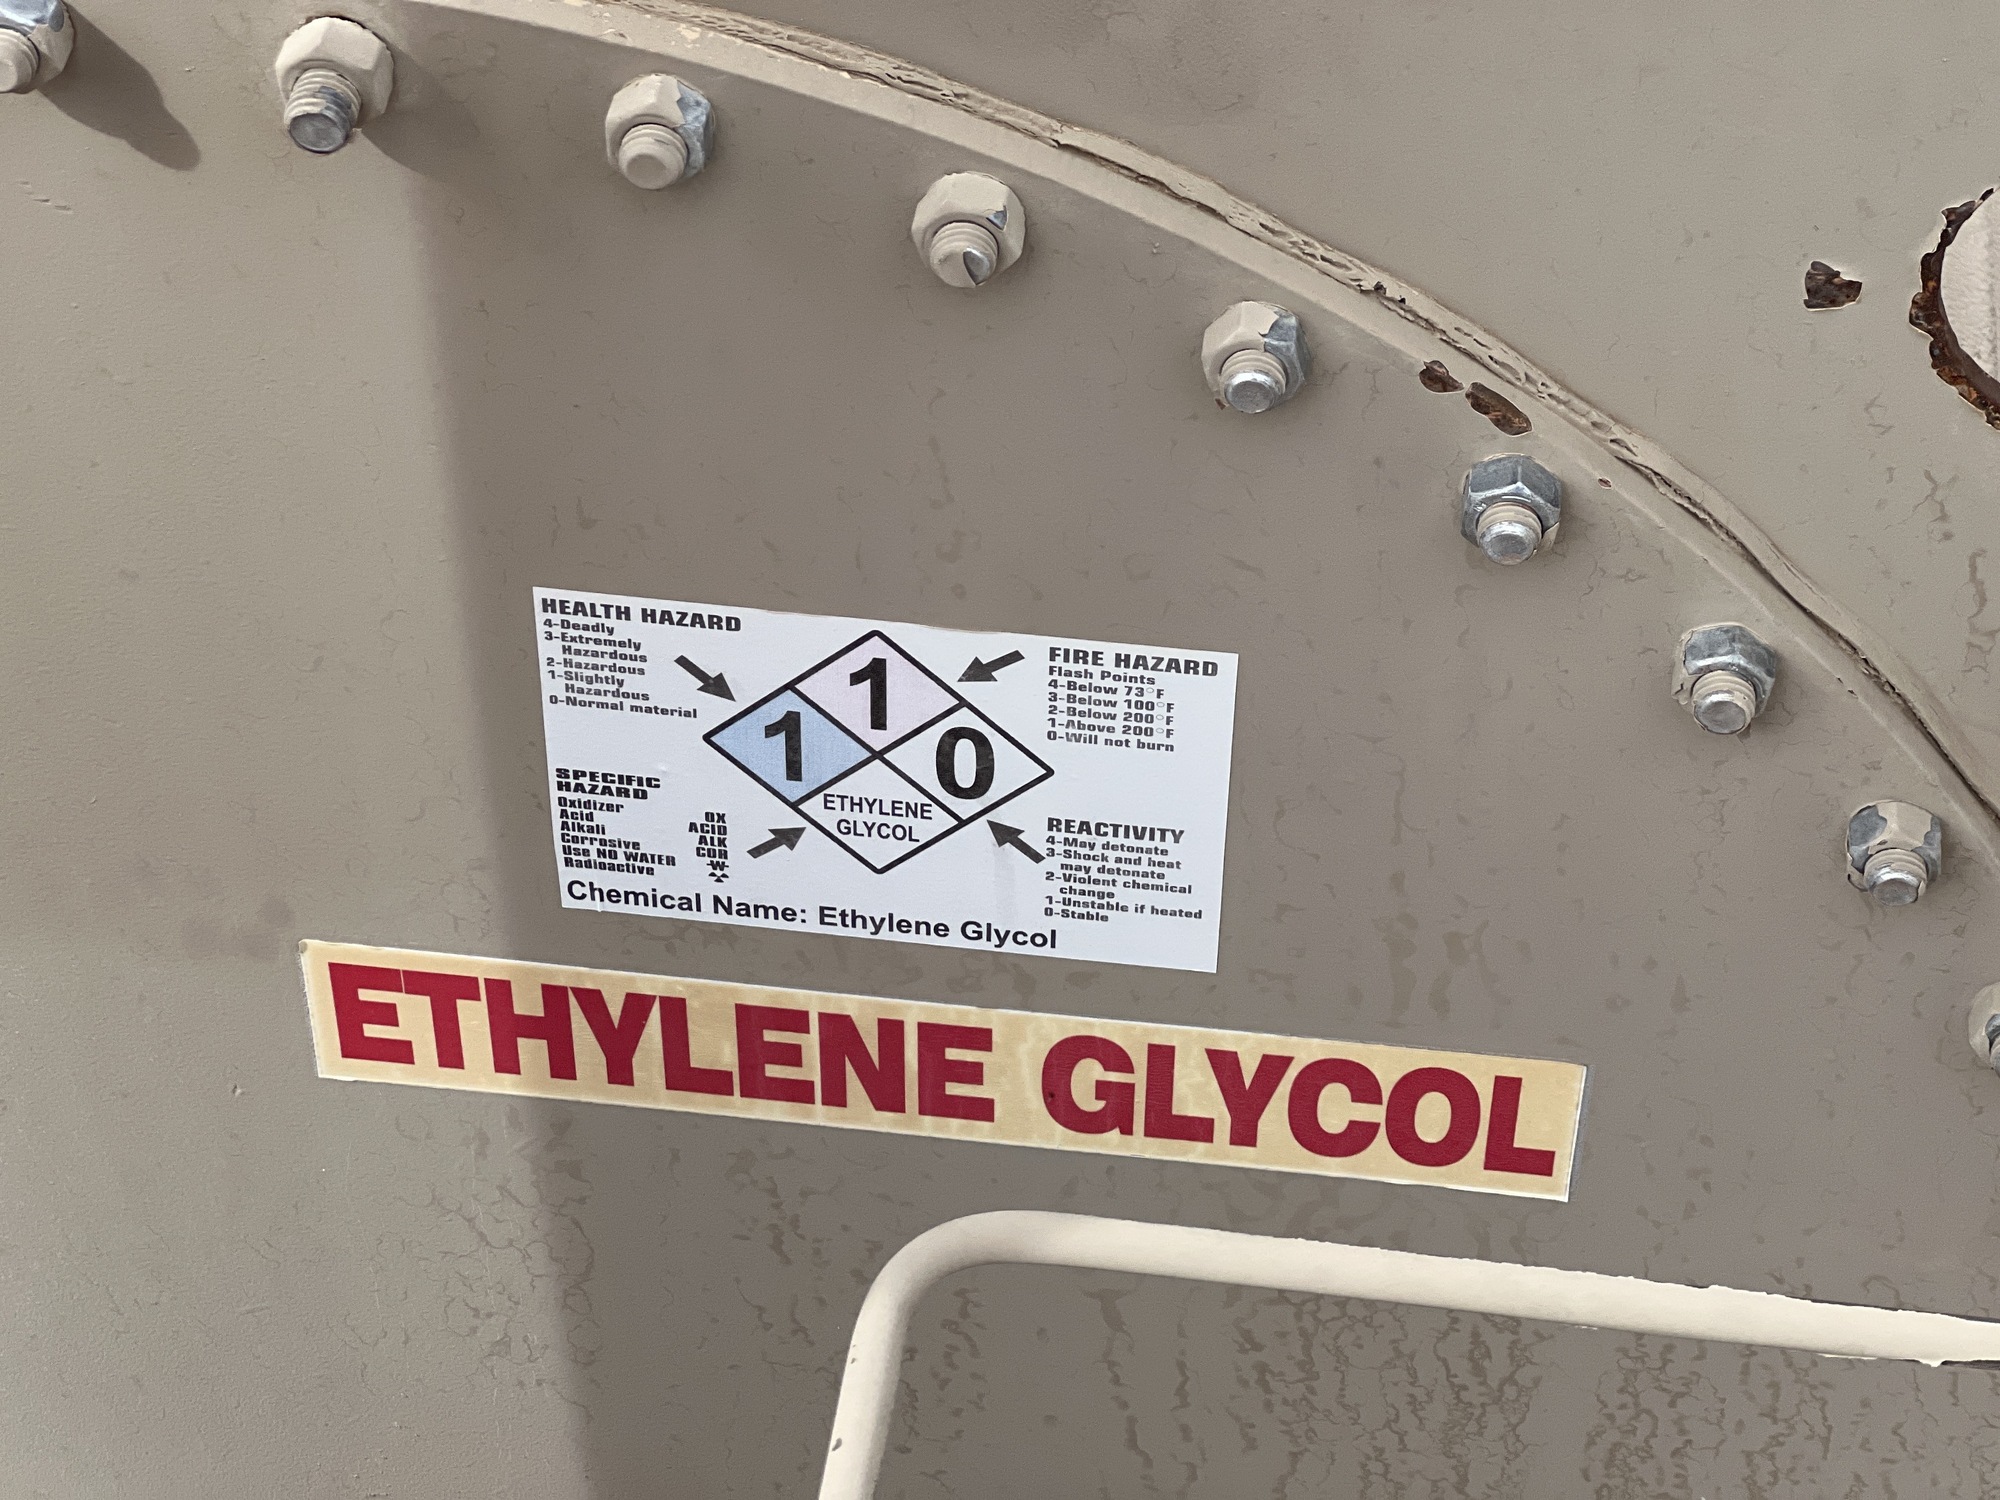 HEALTH HAZARD
4-Deadly
3-Extremely
Hazardous
2-Hazardous
1-Slightly
Hazardous
0-Normal material
1
1
0
ETHYLENE
GLYCOL
FIRE HAZARD
Flash Points
4-Below 73°F
3-Below 100°F
2-Below 200°F
1-Above 200°F
0-Will not burn
SPECIFIC
HAZARD
Oxidizer OX
Acid ACID
Alkali ALK
Corrosive COR
Use NO WATER W
Radioactive
REACTIVITY
4-May detonate
3-Shock and heat
may detonate
2-Violent chemical
change
1-Unstable if heated
0-Stable
Chemical Name: Ethylene Glycol
ETHYLENE GLYCOL